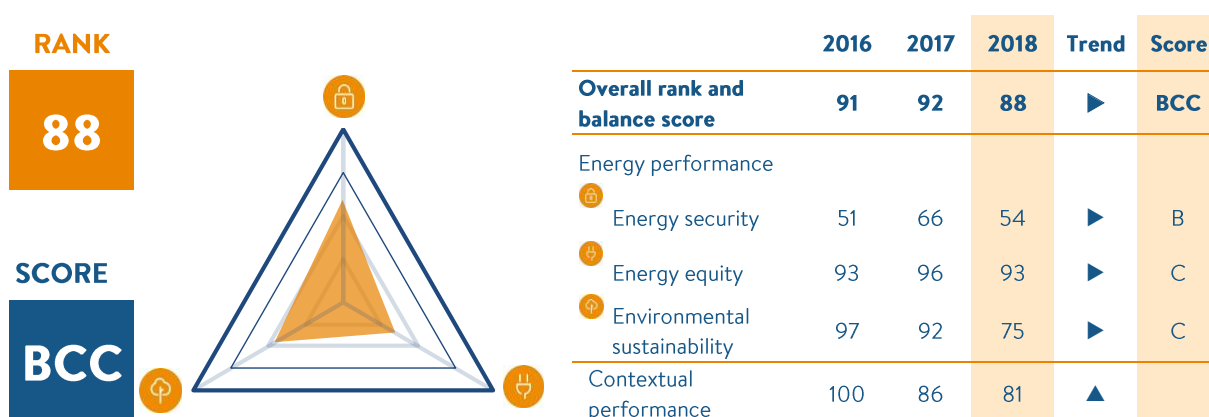 RANK
88
SCORE
BCC
2016 2017 2018 Trend Score
Overall rank and
balance score 91 92 88 BCC
Energy performance
Energy security 51 66 54 B
Energy equity 93 96 93 C
Environmental
sustainability 97 92 75 C
Contextual
performance 100 86 81